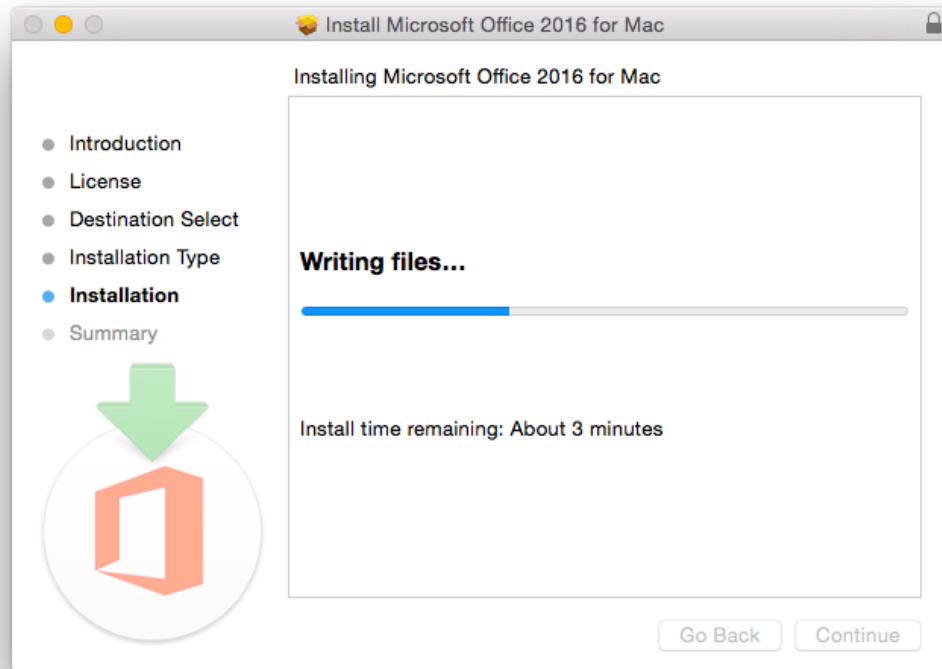 Install Microsoft Office 2016 for Mac
Installing Microsoft Office 2016 for Mac
Introduction
License
Destination Select
Installation Type
Installation
Summary
Writing files...
Install time remaining: About 3 minutes
Go Back
Continue